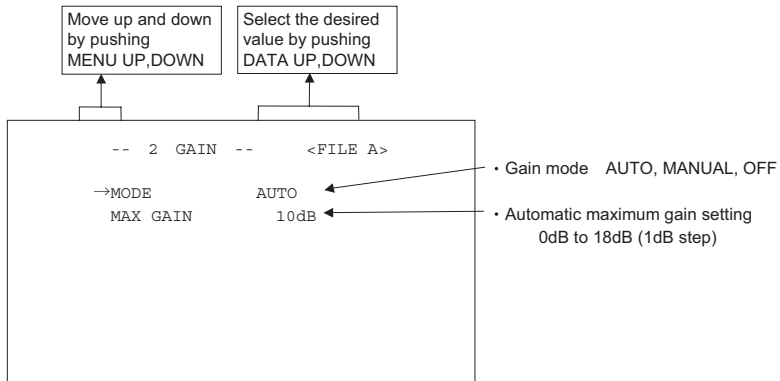 Move up and down
by pushing
MENU UP,DOWN
Select the desired
value by pushing
DATA UP,DOWN
-- 2 GAIN -- <FILE A>
→MODE AUTO
MAX GAIN 10dB
・Gain mode AUTO, MANUAL, OFF
・Automatic maximum gain setting
0dB to 18dB (1dB step)